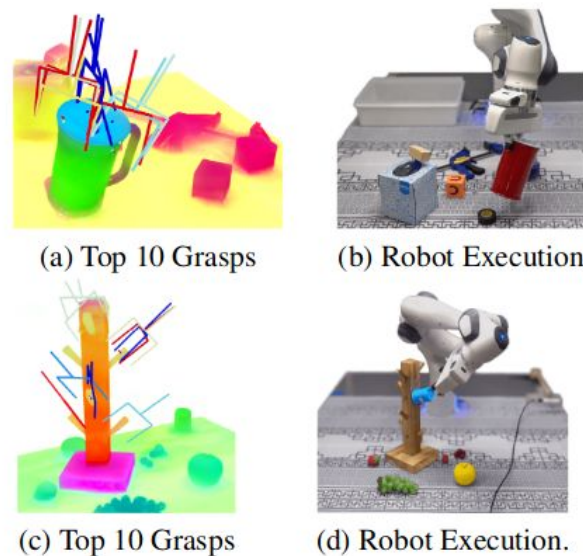 (a) Top 10 Grasps
(b) Robot Execution
(c) Top 10 Grasps
(d) Robot Execution.